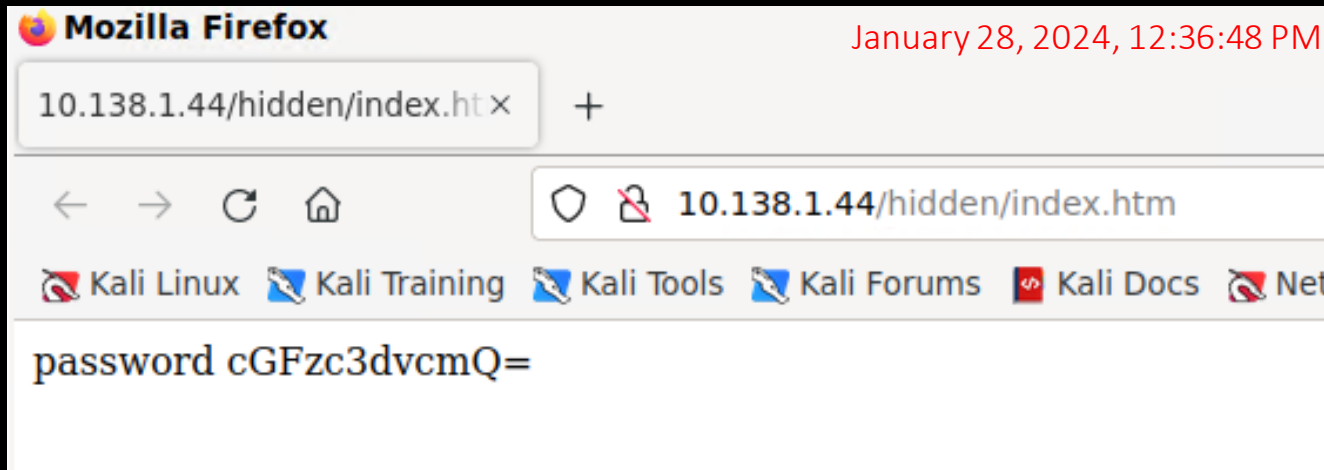 Mozilla Firefox
January 28, 2024, 12:36:48 PM
10.138.1.44/hidden/index.ht
10.138.1.44/hidden/index.htm
Kali Linux Kali Training Kali Tools Kali Forums Kali Docs Net
password cGFzc3dvcmQ=